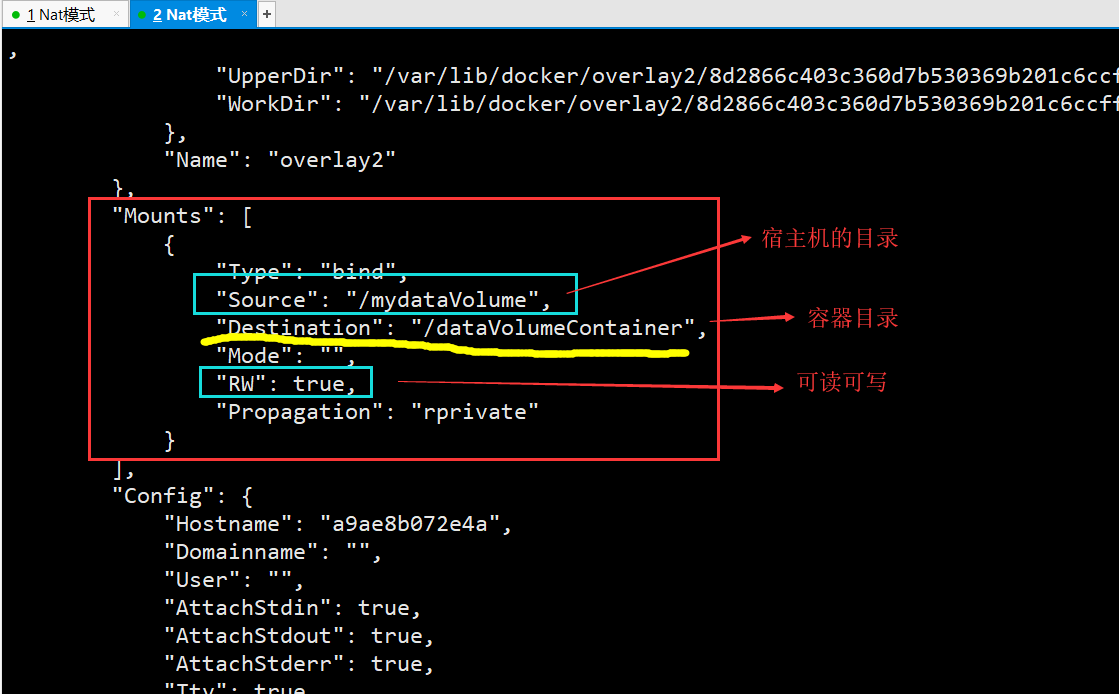 1 Nat模式 × 2 Nat模式 × +
,
"UpperDir": "/var/lib/docker/overlay2/8d2866c403c360d7b530369b201c6ccf
"WorkDir": "/var/lib/docker/overlay2/8d2866c403c360d7b530369b201c6ccff
},
"Name": "overlay2"
},
"Mounts": [
{
"Type": "bind",
"Source": "/mydataVolume",
宿主机的目录
"Destination": "/dataVolumeContainer",
容器目录
"Mode": "",
"RW": true,
可读可写
"Propagation": "rprivate"
}
],
"Config": {
"Hostname": "a9ae8b072e4a",
"Domainname": "",
"User": "",
"AttachStdin": true,
"AttachStdout": true,
"AttachStderr": true,
"Tty": true